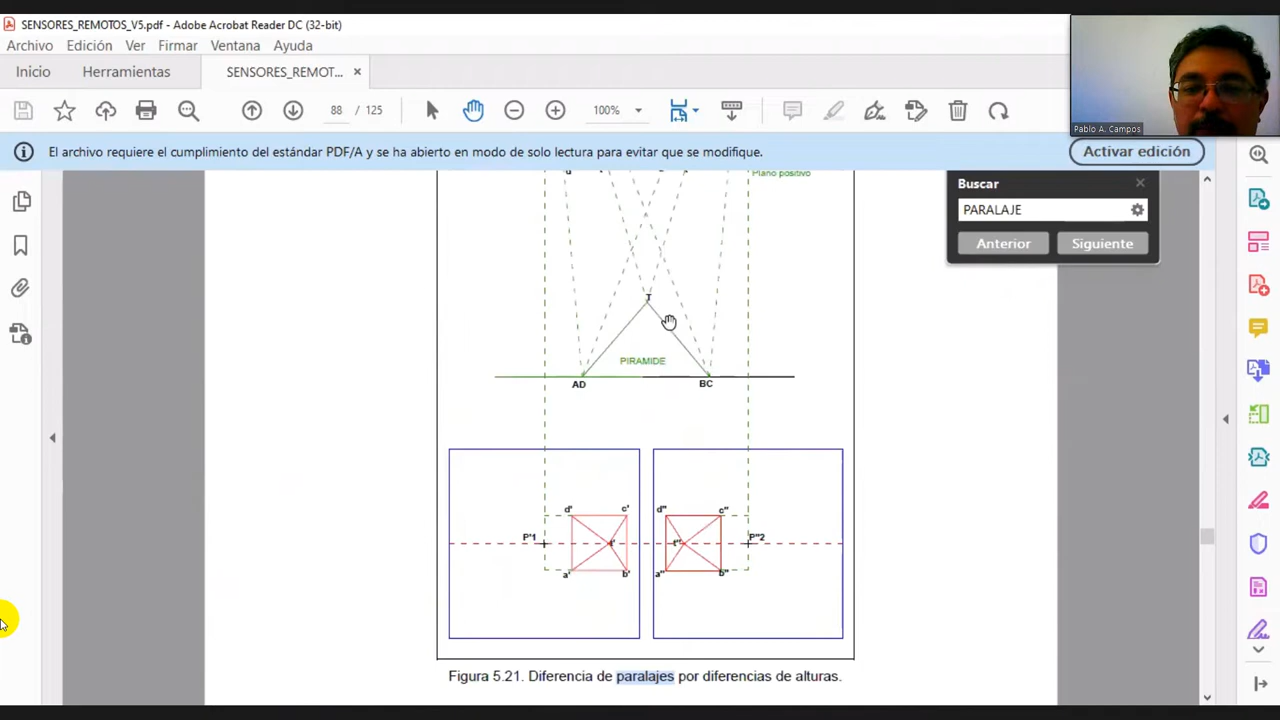 SENSORES_REMOTOS_V5.pdf - Adobe Acrobat Reader DC (32-bit)
Archivo Edición Ver Firmar Ventana Ayuda
Inicio Herramientas SENSORES_REMOT... ×
88 / 125 100%
Pablo A. Campos
El archivo requiere el cumplimiento del estándar PDF/A y se ha abierto en modo de solo lectura para evitar que se modifique. Activar edición
Plano positivo
Buscar
PARALAJE
Anterior Siguiente
T
PIRAMIDE
AD BC
d' c' d" c"
P'1 t' t" P"2
a' b' a" b"
Figura 5.21. Diferencia de paralajes por diferencias de alturas.